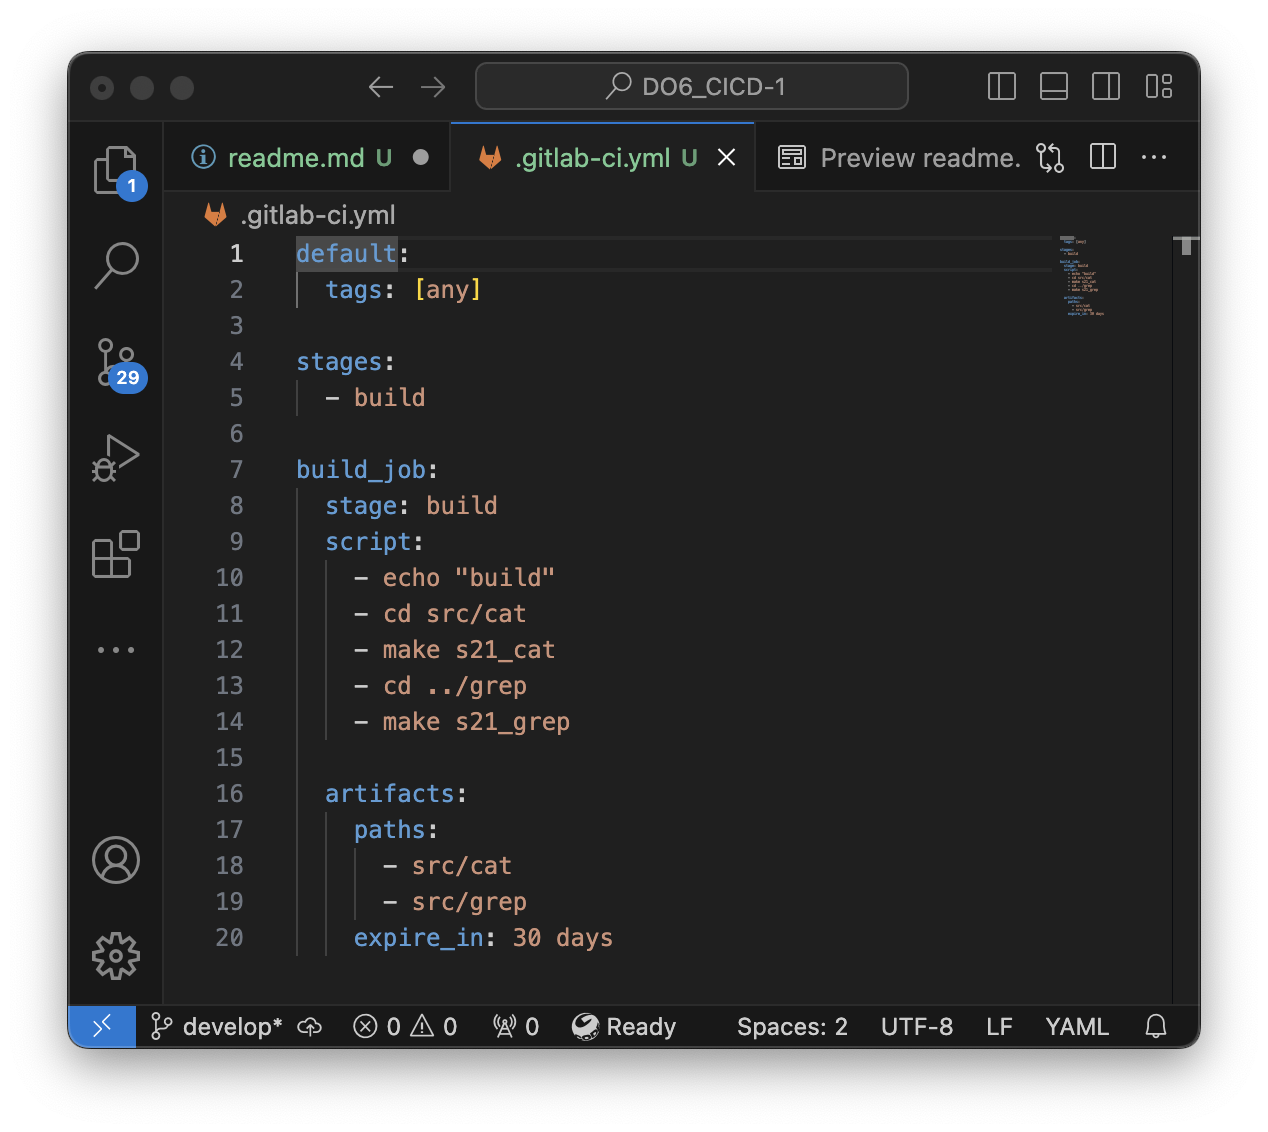 DO6_CICD-1
readme.md U
.gitlab-ci.yml U
Preview readme.
.gitlab-ci.yml
1 default:
2 tags: [any]
3
4 stages:
5 - build
6
7 build_job:
8 stage: build
9 script:
10 - echo "build"
11 - cd src/cat
12 - make s21_cat
13 - cd ../grep
14 - make s21_grep
15
16 artifacts:
17 paths:
18 - src/cat
19 - src/grep
20 expire_in: 30 days
1
29
develop* 0 0 0 Ready Spaces: 2 UTF-8 LF YAML